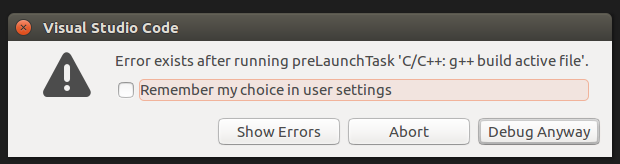 Visual Studio Code
Error exists after running preLaunchTask 'C/C++: g++ build active file'.
Remember my choice in user settings
Show Errors
Abort
Debug Anyway